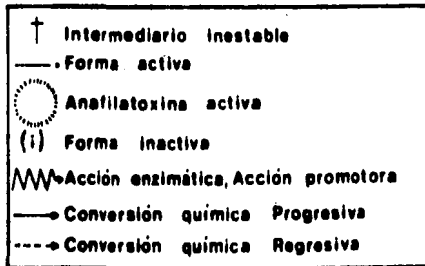 † Intermediario inestable
Forma activa
Anafilatoxina activa
(i) Forma inactiva
Acción enzimática, Acción promotora
Conversión química Progresiva
Conversión química Regresiva